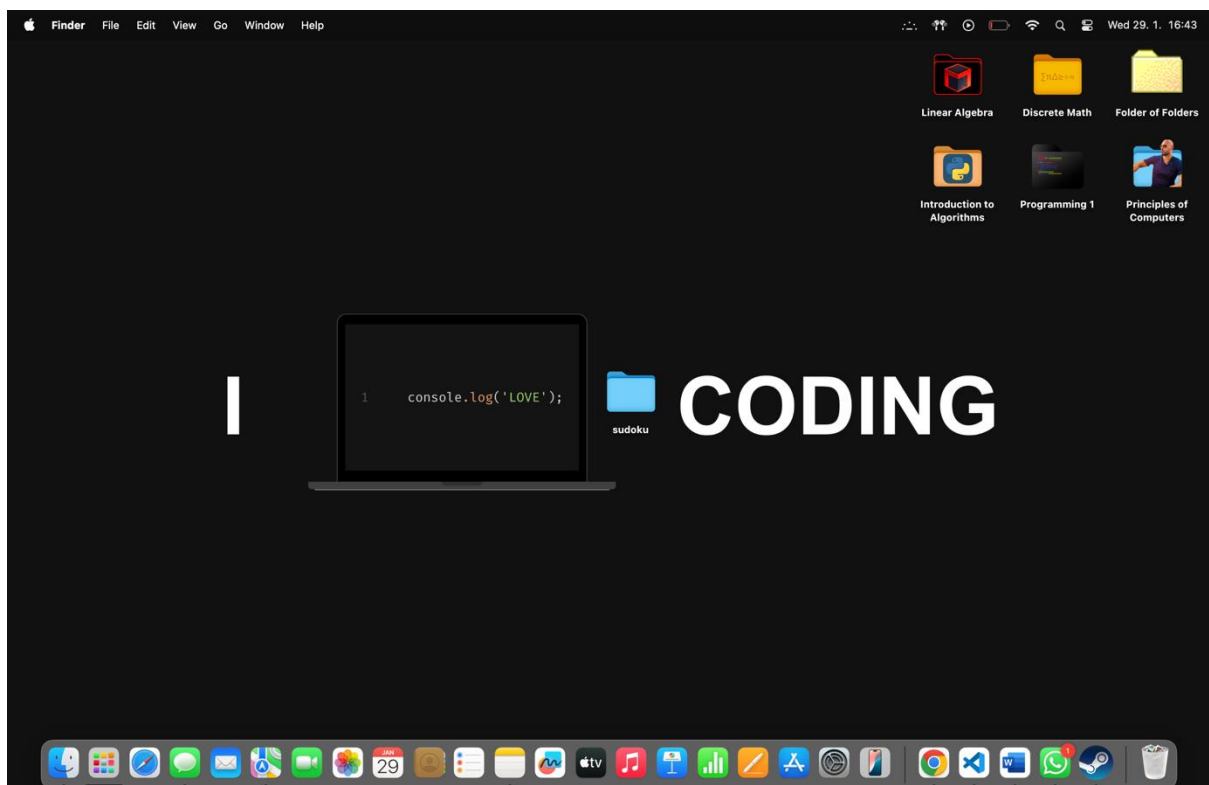 Finder File Edit View Go Window Help Wed 29. 1. 16:43
Linear Algebra Discrete Math Folder of Folders
Introduction to Algorithms Programming 1 Principles of Computers
I CODING
1 console.log('LOVE');
sudoku
JAN
29
tv
W
1